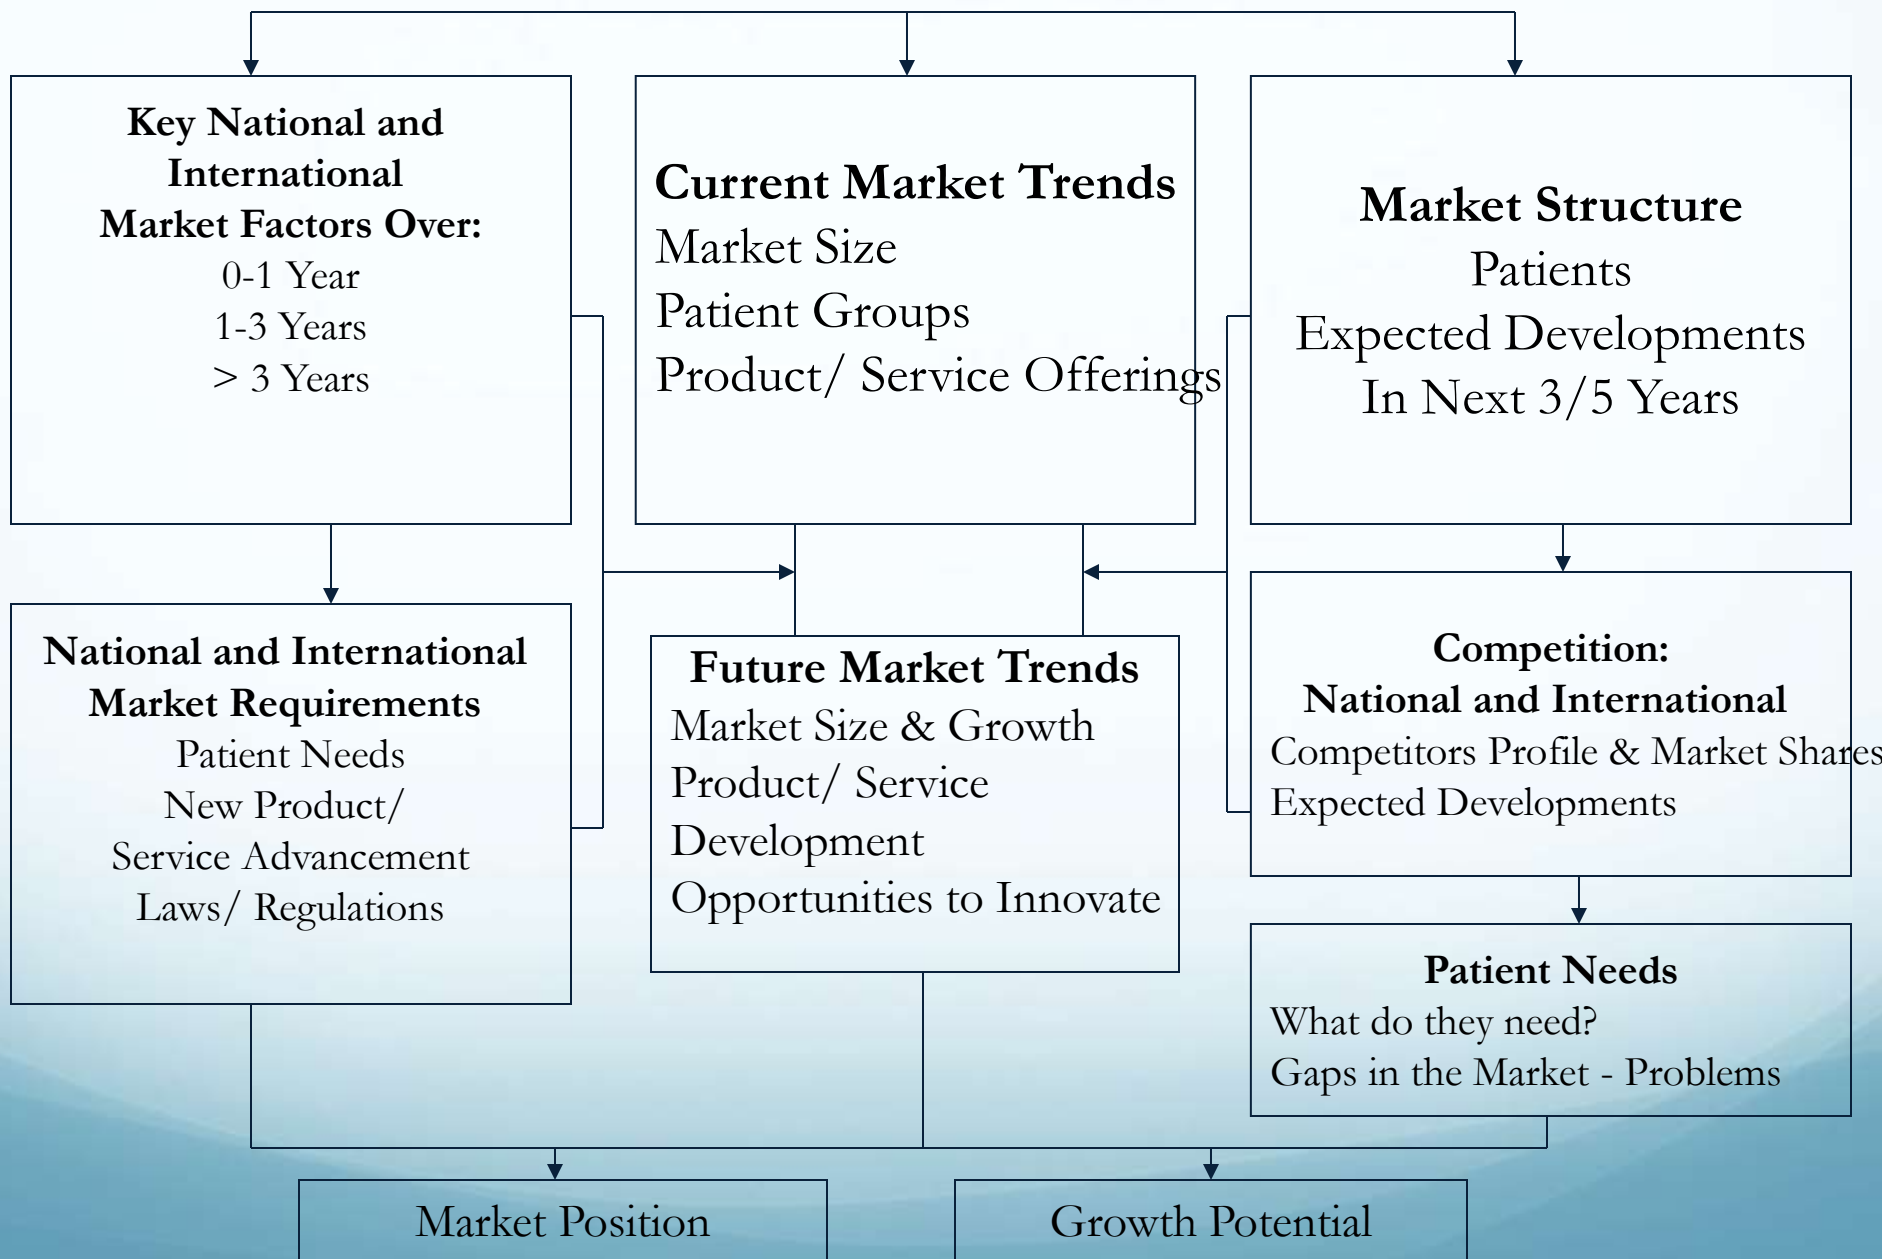 Key National and
International
Market Factors Over:
0-1 Year
1-3 Years
> 3 Years
Current Market Trends
Market Size
Patient Groups
Product/ Service Offerings
Market Structure
Patients
Expected Developments
In Next 3/5 Years
National and International
Market Requirements
Patient Needs
New Product/
Service Advancement
Laws/ Regulations
Future Market Trends
Market Size & Growth
Product/ Service
Development
Opportunities to Innovate
Competition:
National and International
Competitors Profile & Market Shares
Expected Developments
Patient Needs
What do they need?
Gaps in the Market - Problems
Market Position
Growth Potential